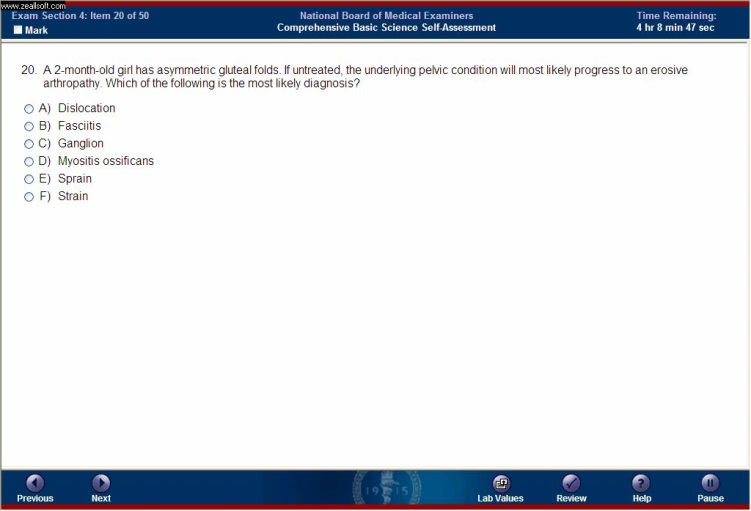 www.zeallsoft.com
Exam Section 4: Item 20 of 50
National Board of Medical Examiners
Time Remaining:
Mark
Comprehensive Basic Science Self-Assessment
4 hr 8 min 47 sec
20. A 2-month-old girl has asymmetric gluteal folds. If untreated, the underlying pelvic condition will most likely progress to an erosive
arthropathy. Which of the following is the most likely diagnosis?
A) Dislocation
B) Fasciitis
C) Ganglion
D) Myositis ossificans
E) Sprain
F) Strain
19 15
Previous
Next
Lab Values
Review
Help
Pause